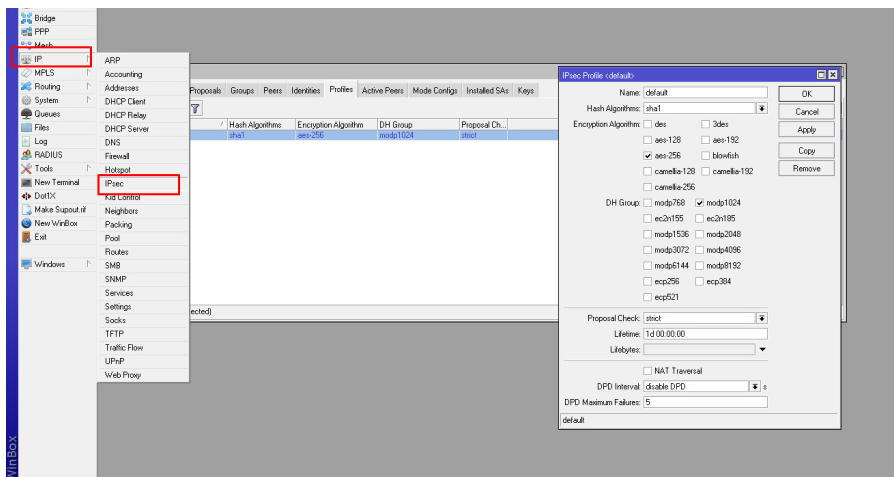 Bridge
PPP
Mesh
IP
MPLS
Routing
System
Queues
Files
Log
RADIUS
Tools
New Terminal
Dot1X
Make Supout.rif
New WinBox
Exit
Windows
WinBox
ARP
Accounting
Addresses
DHCP Client
DHCP Relay
DHCP Server
DNS
Firewall
Hotspot
IPsec
Kid Control
Neighbors
Packing
Pool
Routes
SMB
SNMP
Services
Settings
Socks
TFTP
Traffic Flow
UPnP
Web Proxy
Proposals Groups Peers Identities Profiles Active Peers Mode Configs Installed SAs Keys
/ Hash Algorithms Encryption Algorithm DH Group Proposal Ch...
sha1 aes-256 modp1024 strict
ected)
IPsec Profile <default>
Name: default OK
Hash Algorithms: sha1 Cancel
Encryption Algorithm: des 3des Apply
aes-128 aes-192
aes-256 blowfish Copy
camellia-128 camellia-192 Remove
camellia-256
DH Group: modp768 modp1024
ec2n155 ec2n185
modp1536 modp2048
modp3072 modp4096
modp6144 modp8192
ecp256 ecp384
ecp521
Proposal Check: strict
Lifetime: 1d 00:00:00
Lifebytes:
NAT Traversal
DPD Interval: disable DPD s
DPD Maximum Failures: 5
default